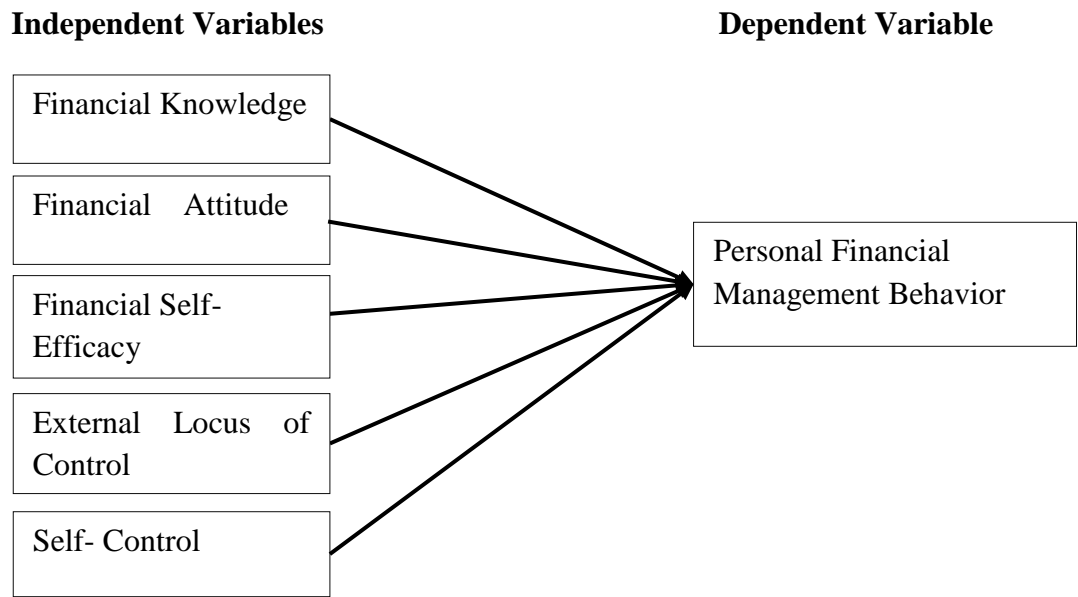 Independent Variables
Dependent Variable
Financial Knowledge
Financial Attitude
Financial Self-
Efficacy
External Locus of
Control
Self- Control
Personal Financial
Management Behavior